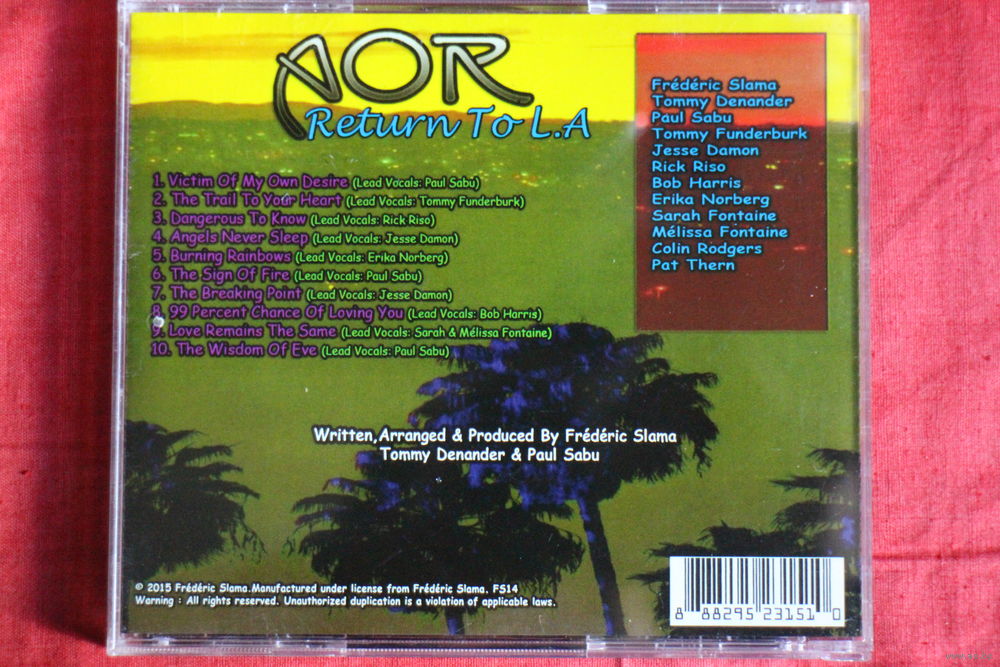 AOR
Return To L.A
Frédéric Slama
Tommy Denander
Paul Sabu
Tommy Funderburk
Jesse Damon
Rick Riso
Bob Harris
Erika Norberg
Sarah Fontaine
Mélissa Fontaine
Colin Rodgers
Pat Thern
1. Victim Of My Own Desire (Lead Vocals: Paul Sabu)
2. The Trail To Your Heart (Lead Vocals: Tommy Funderburk)
3. Dangerous To Know (Lead Vocals: Rick Riso)
4. Angels Never Sleep (Lead Vocals: Jesse Damon)
5. Burning Rainbows (Lead Vocals: Erika Norberg)
6. The Sign Of Fire (Lead Vocals: Paul Sabu)
7. The Breaking Point (Lead Vocals: Jesse Damon)
8. 99 Percent Chance Of Loving You (Lead Vocals: Bob Harris)
9. Love Remains The Same (Lead Vocals: Sarah & Mélissa Fontaine)
10. The Wisdom Of Eve (Lead Vocals: Paul Sabu)
Written,Arranged & Produced By Frédéric Slama
Tommy Denander & Paul Sabu
© 2015 Frédéric Slama.Manufactured under license from Frédéric Slama. FS14
Warning : All rights reserved. Unauthorized duplication is a violation of applicable laws.
8 88295 23151 0